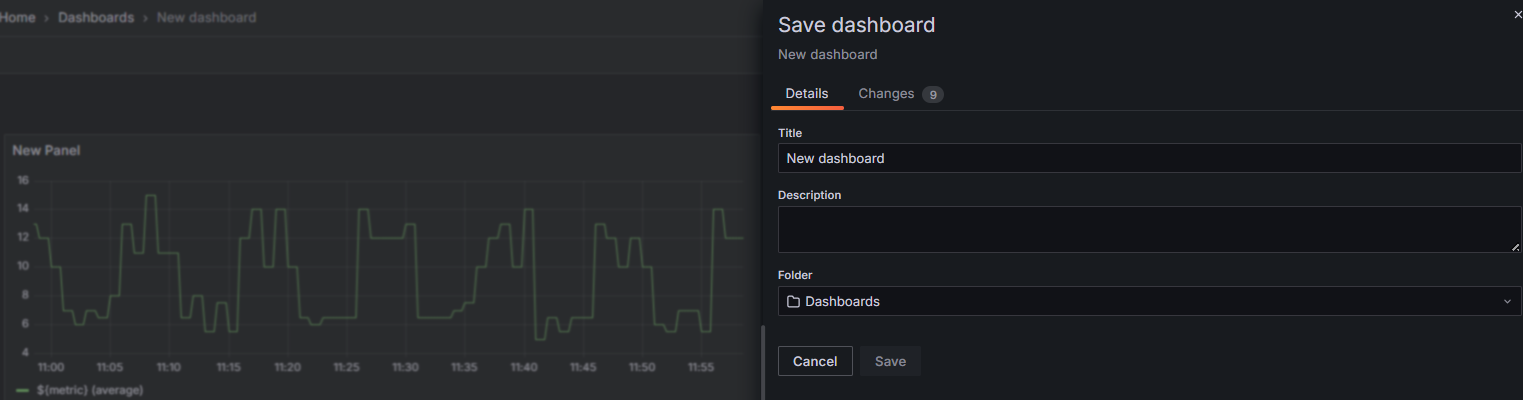 Home › Dashboards › New dashboard
New Panel
16
14
12
10
8
6
4
11:00 11:05 11:10 11:15 11:20 11:25 11:30 11:35 11:40 11:45 11:50 11:55
${metric} (average)
Save dashboard
New dashboard
Details Changes 9
Title
New dashboard
Description
Folder
Dashboards
Cancel Save